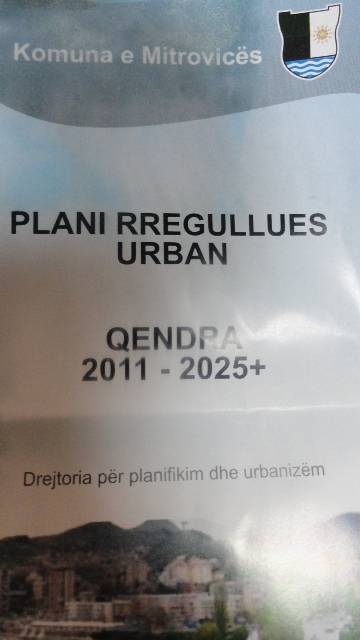 Komuna e Mitrovicës
PLANI RREGULLUES
URBAN
QENDRA
2011 - 2025+
Drejtoria për planifikim dhe urbanizëm